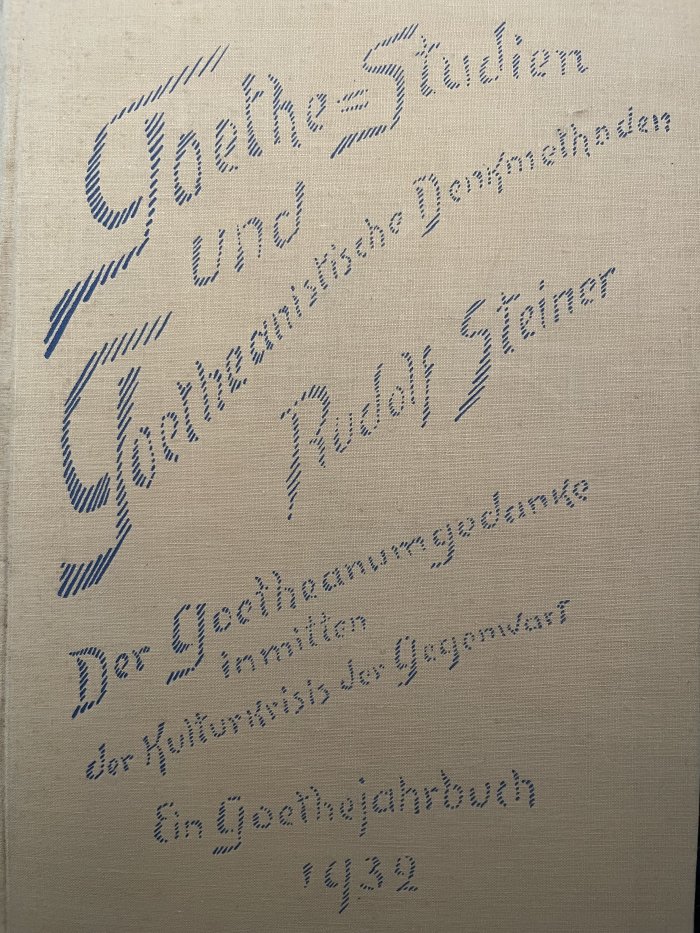 Goethe=Studien
und
Goetheanistische Denkmethoden
Rudolf Steiner
Der Goetheanumgedanke
inmitten
der Kulturkrisis der Gegenwart
Ein Goethejahrbuch
1932